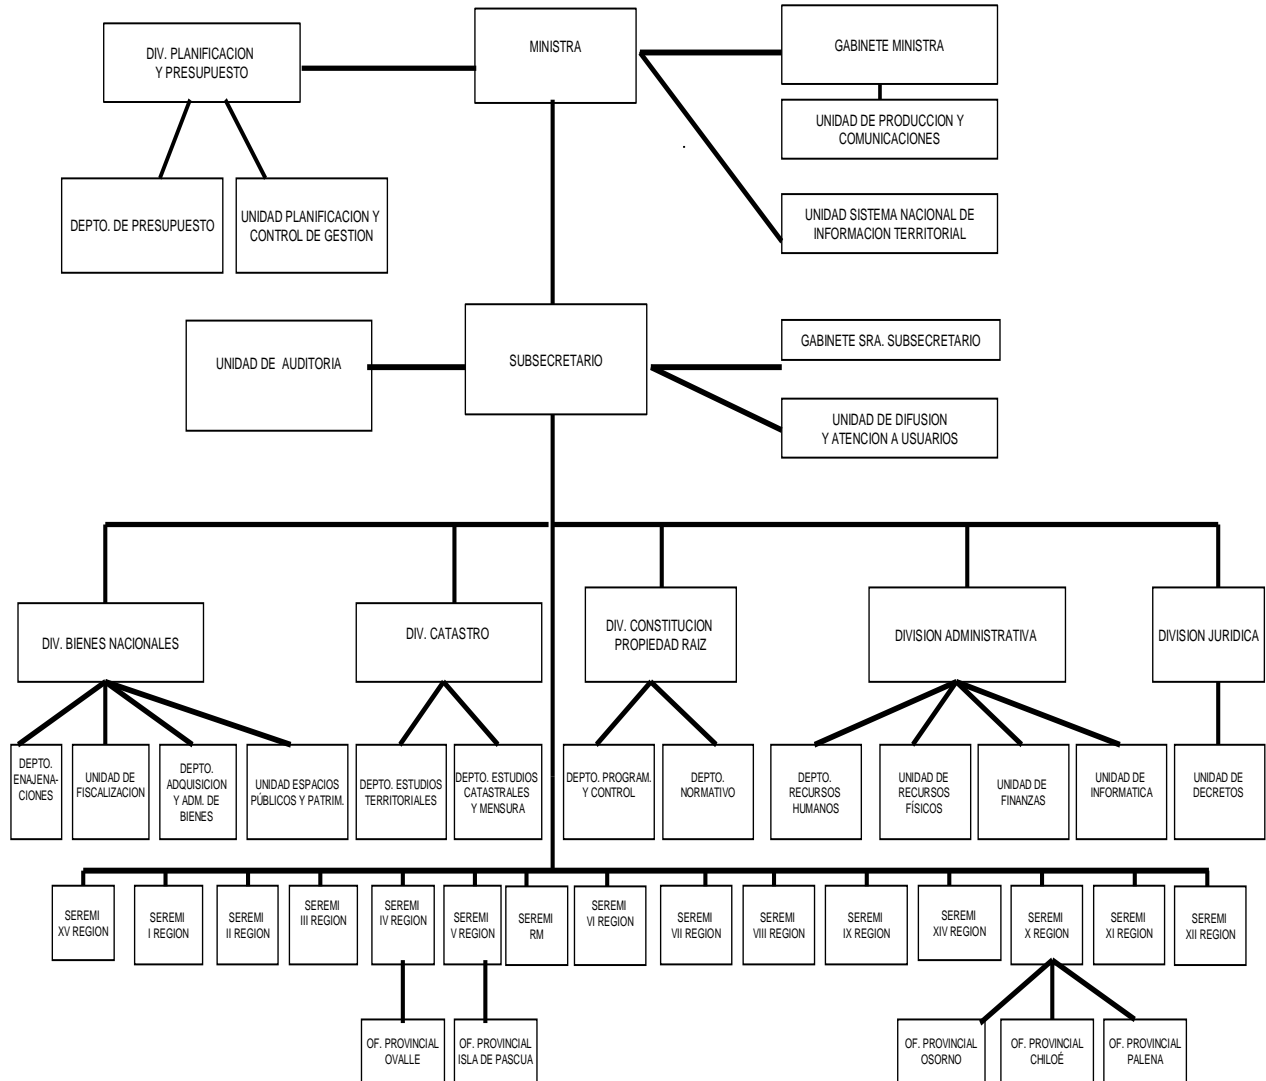 DIV. PLANIFICACION
Y PRESUPUESTO
MINISTRA
GABINETE MINISTRA
UNIDAD DE PRODUCCION Y
COMUNICACIONES
DEPTO. DE PRESUPUESTO
UNIDAD PLANIFICACION Y
CONTROL DE GESTION
UNIDAD SISTEMA NACIONAL DE
INFORMACION TERRITORIAL
UNIDAD DE AUDITORIA
SUBSECRETARIO
GABINETE SRA. SUBSECRETARIO
UNIDAD DE DIFUSION
Y ATENCION A USUARIOS
DIV. BIENES NACIONALES
DIV. CATASTRO
DIV. CONSTITUCION
PROPIEDAD RAIZ
DIVISION ADMINISTRATIVA
DIVISION JURIDICA
DEPTO.
ENAJENA-
CIONES
UNIDAD DE
FISCALIZACION
DEPTO.
ADQUISICION
Y ADM. DE
BIENES
UNIDAD ESPACIOS
PÚBLICOS Y PATRIM.
DEPTO. ESTUDIOS
TERRITORIALES
DEPTO. ESTUDIOS
CATASTRALES
Y MENSURA
DEPTO. PROGRAM.
Y CONTROL
DEPTO.
NORMATIVO
DEPTO.
RECURSOS
HUMANOS
UNIDAD DE
RECURSOS
FÍSICOS
UNIDAD DE
FINANZAS
UNIDAD DE
INFORMATICA
UNIDAD DE
DECRETOS
SEREMI
XV REGION
SEREMI
I REGION
SEREMI
II REGION
SEREMI
III REGION
SEREMI
IV REGION
SEREMI
V REGION
SEREMI
RM
SEREMI
VI REGION
SEREMI
VII REGION
SEREMI
VIII REGION
SEREMI
IX REGION
SEREMI
XIV REGION
SEREMI
X REGION
SEREMI
XI REGION
SEREMI
XII REGION
OF. PROVINCIAL
OVALLE
OF. PROVINCIAL
ISLA DE PASCUA
OF. PROVINCIAL
OSORNO
OF. PROVINCIAL
CHILOÉ
OF. PROVINCIAL
PALENA